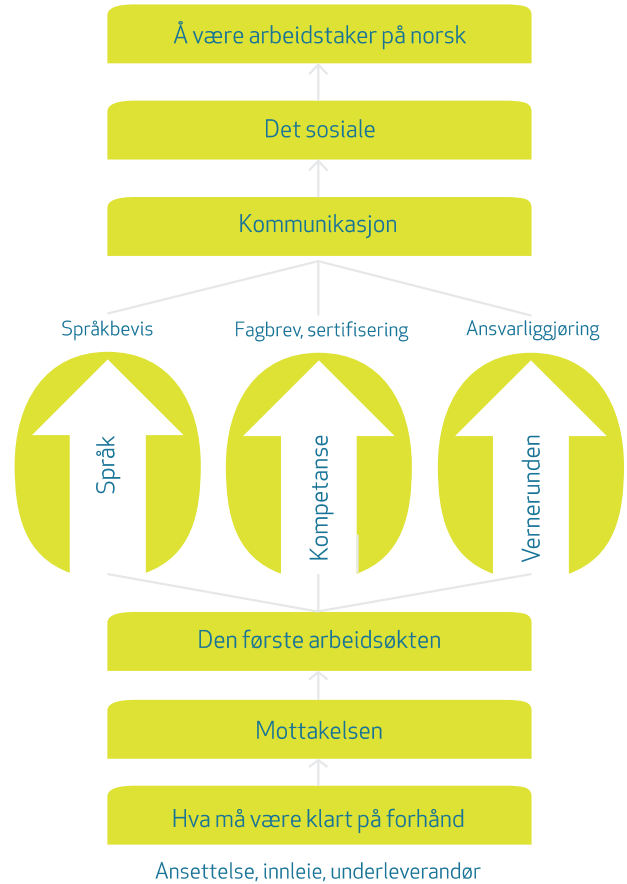 Å være arbeidstaker på norsk
Det sosiale
Kommunikasjon
Språkbevis
Fagbrev, sertifisering
Ansvarliggjøring
Språk
Kompetanse
Vernerunden
Den første arbeidsøkten
Mottakelsen
Hva må være klart på forhånd
Ansettelse, innleie, underleverandør